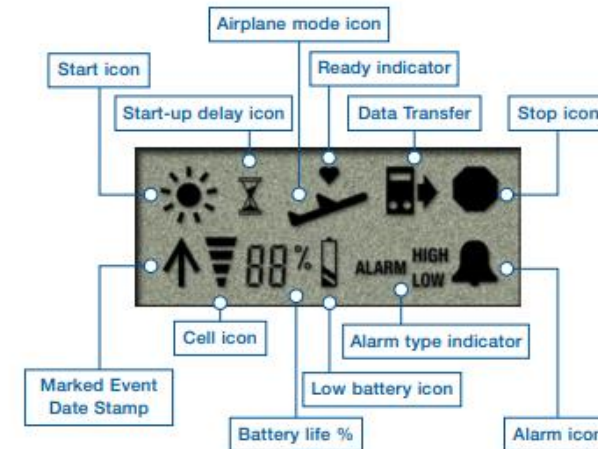 Airplane mode icon
Start icon
Ready indicator
Start-up delay icon
Data Transfer
Stop icon
88%
ALARM
HIGH
LOW
Cell icon
Alarm type indicator
Marked Event
Date Stamp
Low battery icon
Battery life %
Alarm icon